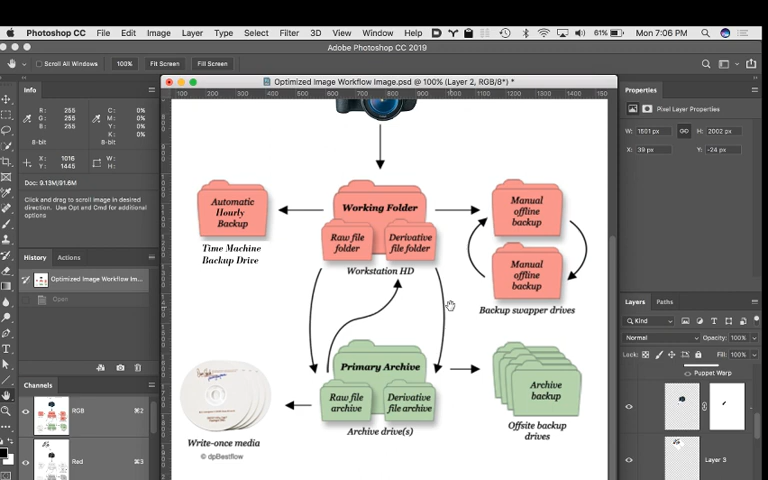 Photoshop CC File Edit Image Layer Type Select Filter 3D View Window Help 61% Mon 7:06 PM
Adobe Photoshop CC 2019
Scroll All Windows 100% Fit Screen Fill Screen
Optimized Image Workflow Image.psd @ 100% (Layer 2, RGB/8*) *
Info
R: 255 C: 0%
G: 255 M: 0%
B: 255 Y: 0%
K: 0%
8-bit 8-bit
X: 1016 W:
Y: 1445 H:
Doc: 9.13M/91.6M
Click and drag to scroll image in desired
direction. Use Opt and Cmd for additional
options
History Actions
Optimized Image Workflow Im...
Open
Channels
RGB ⌘2
Red ⌘3
Automatic
Hourly
Backup
Time Machine
Backup Drive
Working Folder
Raw file
folder
Derivative
file folder
Workstation HD
Manual
offline
backup
Manual
offline
backup
Backup swapper drives
Primary Archive
Raw file
archive
Derivative
file archive
Archive drive(s)
Write-once media
© dpBestflow
Archive
backup
Offsite backup
drives
Properties
Pixel Layer Properties
W: 1551 px GO H: 2002 px
X: 39 px Y: -24 px
Layers Paths
Kind
Normal Opacity: 100%
Lock: Fill: 100%
Puppet Warp
Layer 3